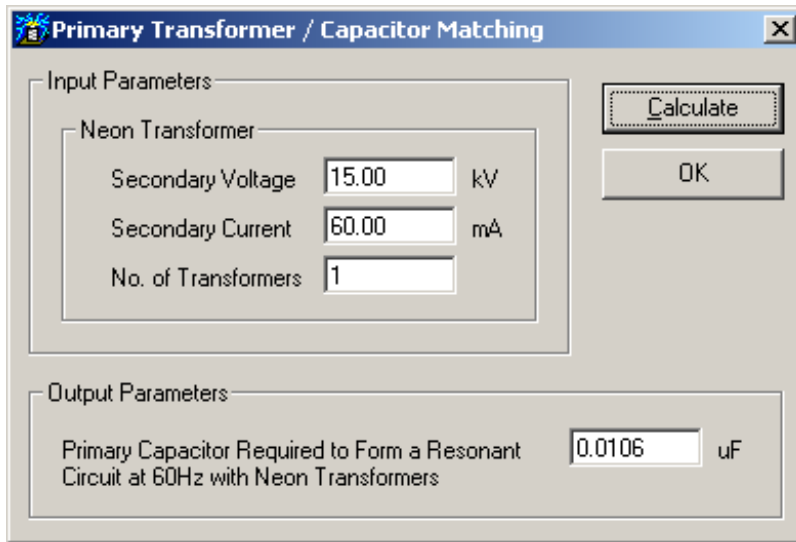 Primary Transformer / Capacitor Matching
Input Parameters
Neon Transformer
Secondary Voltage 15.00 kV
Secondary Current 60.00 mA
No. of Transformers 1
Calculate
OK
Output Parameters
Primary Capacitor Required to Form a Resonant
Circuit at 60Hz with Neon Transformers
0.0106 uF